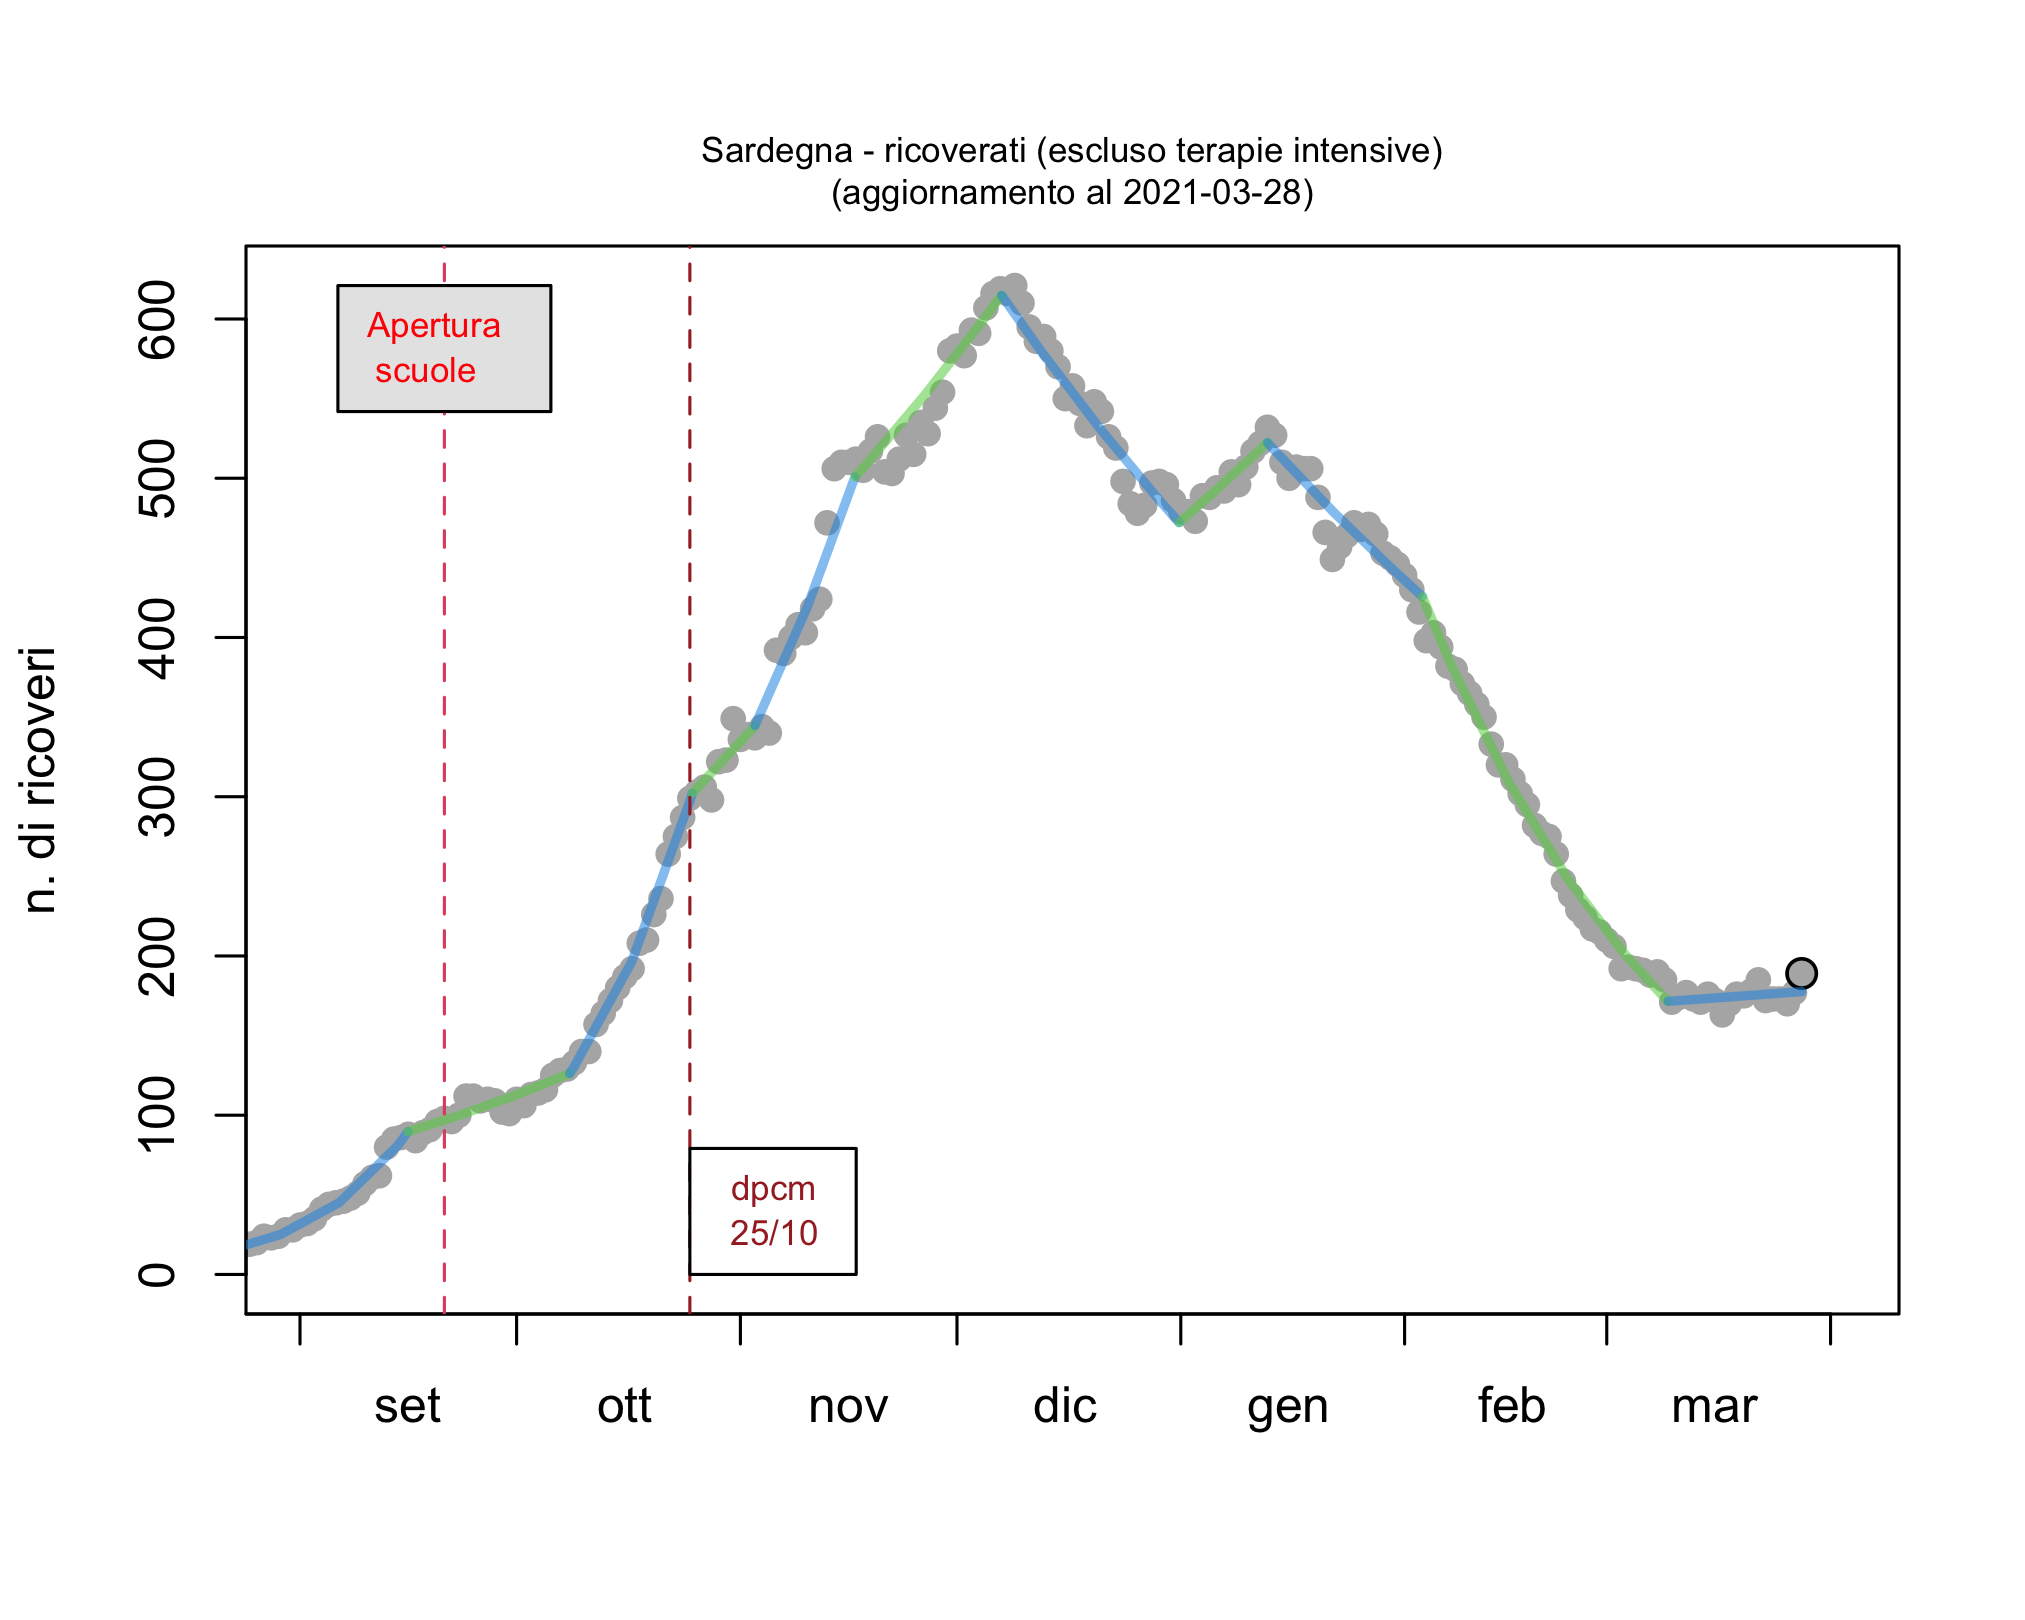 Sardegna - ricoverati (escluso terapie intensive)
(aggiornamento al 2021-03-28)
n. di ricoveri
600
500
400
300
200
100
0
Apertura
scuole
dpcm
25/10
set
ott
nov
dic
gen
feb
mar